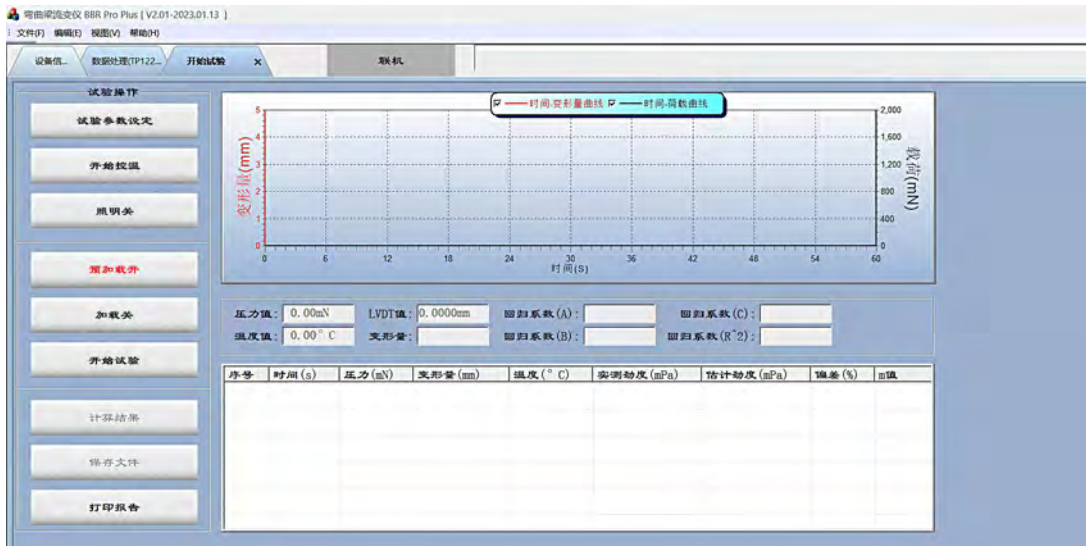 弯曲梁流变仪 BBR Pro Plus [ V2.01-2023.01.13 ]
文件(F) 编辑(E) 视图(V) 帮助(H)
设备信... 数据处理(TP122... 开始试验 × 联机
试验操作
试验参数设定
开始控温
照明关
预加载开
加载关
开始试验
计算结果
保存文件
打印报告
时间-变形量曲线 时间-荷载曲线
变形量(mm)
5
4
3
2
1
0
2,000
1,600
1,200
800
400
0
载荷(mN)
0 6 12 18 24 30 36 42 48 54 60
时间(S)
压力值: 0.00mN LVDT值: 0.0000mm 回归系数(A): 回归系数(C):
温度值: 0.00° C 变形量: 回归系数(B): 回归系数(R^2):
序号 时间(s) 压力(mN) 变形量(mm) 温度(° C) 实测劲度(mPa) 估计劲度(mPa) 偏差(%) m值